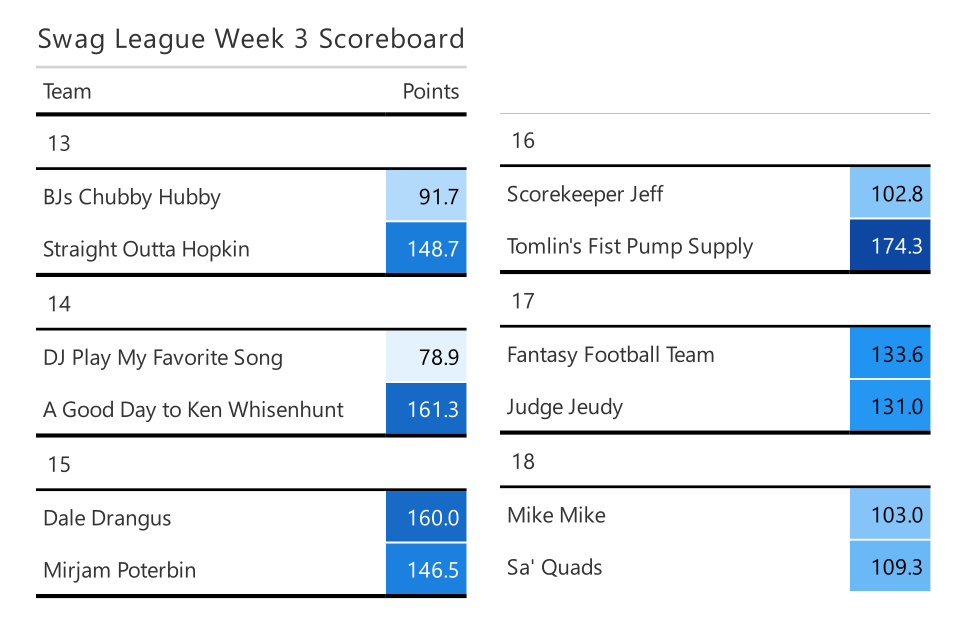 Swag League Week 3 Scoreboard
Team Points
13
BJs Chubby Hubby 91.7
Straight Outta Hopkin 148.7
14
DJ Play My Favorite Song 78.9
A Good Day to Ken Whisenhunt 161.3
15
Dale Drangus 160.0
Mirjam Poterbin 146.5
16
Scorekeeper Jeff 102.8
Tomlin's Fist Pump Supply 174.3
17
Fantasy Football Team 133.6
Judge Jeudy 131.0
18
Mike Mike 103.0
Sa' Quads 109.3